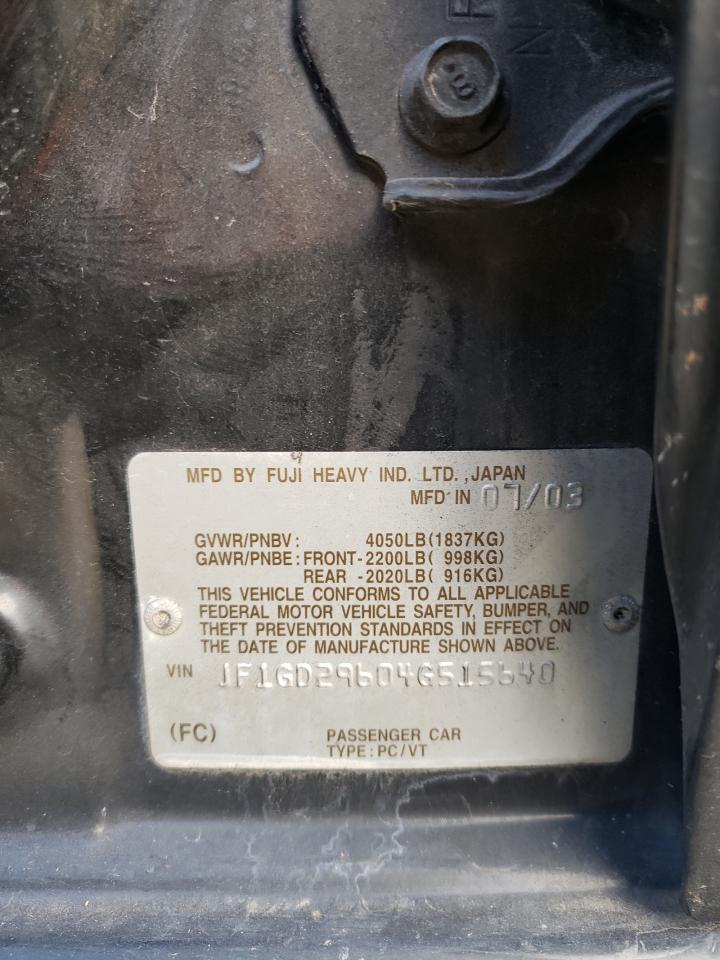 R
N
8
MFD BY FUJI HEAVY IND. LTD., JAPAN
MFD IN 07/03
GVWR/PNBV: 4050LB(1837KG)
GAWR/PNBE: FRONT-2200LB( 998KG)
REAR -2020LB( 916KG)
THIS VEHICLE CONFORMS TO ALL APPLICABLE
FEDERAL MOTOR VEHICLE SAFETY, BUMPER, AND
THEFT PREVENTION STANDARDS IN EFFECT ON
THE DATE OF MANUFACTURE SHOWN ABOVE.
VIN JF1GD29604G515640
(FC) PASSENGER CAR
TYPE: PC/VT